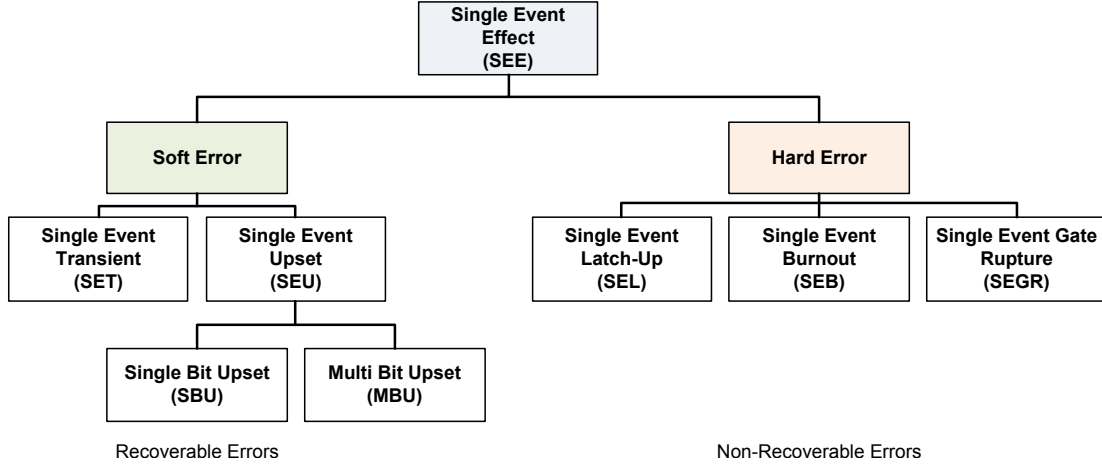 Single Event
Effect
(SEE)
Soft Error
Hard Error
Single Event
Transient
(SET)
Single Event
Upset
(SEU)
Single Event
Latch-Up
(SEL)
Single Event
Burnout
(SEB)
Single Event Gate
Rupture
(SEGR)
Single Bit Upset
(SBU)
Multi Bit Upset
(MBU)
Recoverable Errors
Non-Recoverable Errors